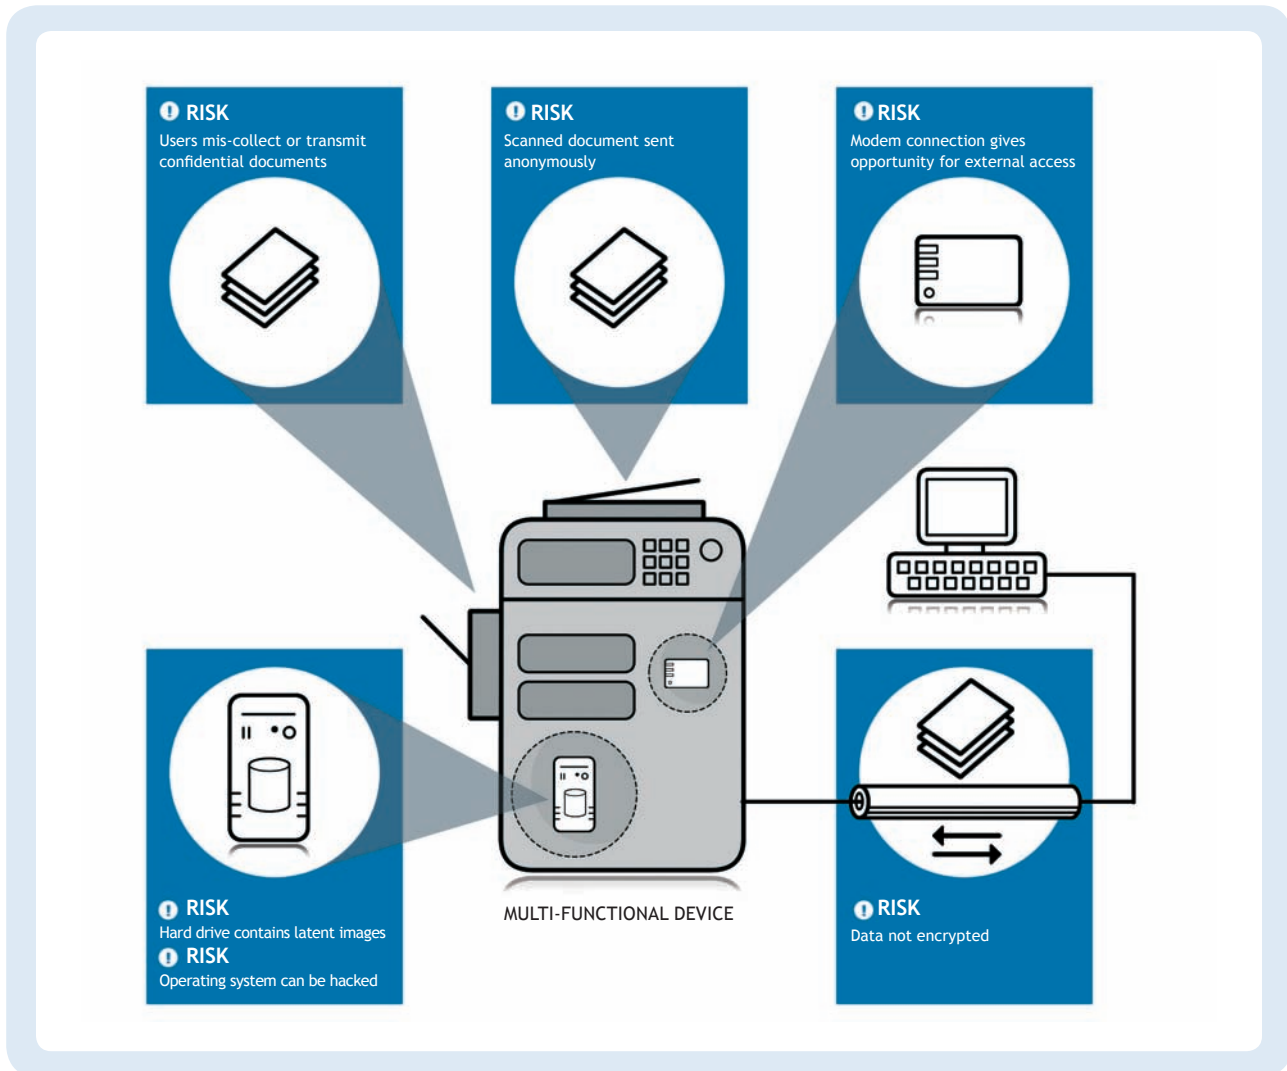 RISK
Users mis-collect or transmit
confidential documents
RISK
Scanned document sent
anonymously
RISK
Modem connection gives
opportunity for external access
RISK
Hard drive contains latent images
RISK
Operating system can be hacked
MULTI-FUNCTIONAL DEVICE
RISK
Data not encrypted